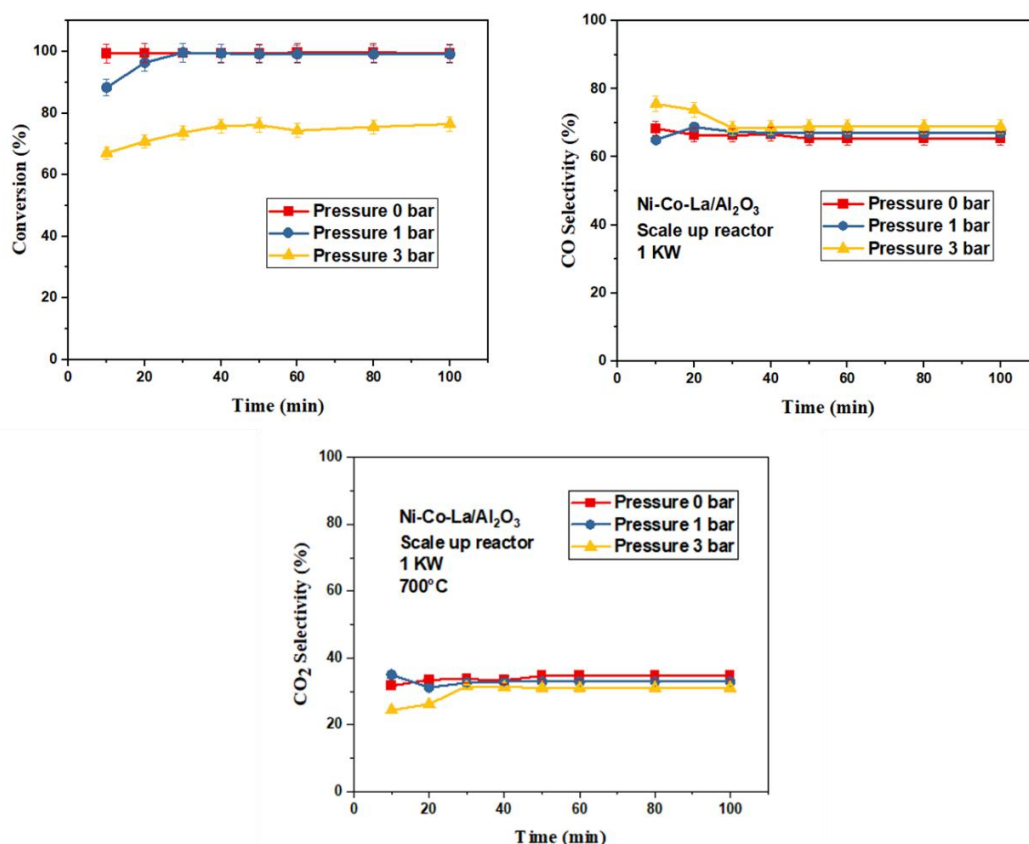 Conversion (%)
100
80
60
40
20
0
0 20 40 60 80 100
Time (min)
Pressure 0 bar
Pressure 1 bar
Pressure 3 bar
CO Selectivity (%)
100
80
60
40
20
0
0 20 40 60 80 100
Time (min)
Ni-Co-La/Al₂O₃
Scale up reactor
1 KW
Pressure 0 bar
Pressure 1 bar
Pressure 3 bar
CO₂ Selectivity (%)
100
80
60
40
20
0
0 20 40 60 80 100
Time (min)
Ni-Co-La/Al₂O₃
Scale up reactor
1 KW
700°C
Pressure 0 bar
Pressure 1 bar
Pressure 3 bar